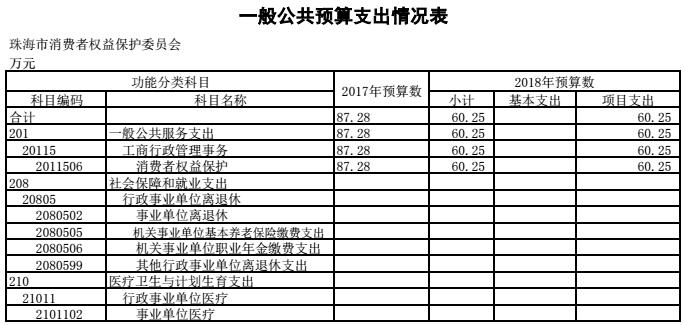 一般公共预算支出情况表
珠海市消费者权益保护委员会
万元
功能分类科目 2017年预算数 2018年预算数
科目编码 科目名称 小计 基本支出 项目支出
合计 87.28 60.25 60.25
201 一般公共服务支出 87.28 60.25 60.25
20115 工商行政管理事务 87.28 60.25 60.25
2011506 消费者权益保护 87.28 60.25 60.25
208 社会保障和就业支出
20805 行政事业单位离退休
2080502 事业单位离退休
2080505 机关事业单位基本养老保险缴费支出
2080506 机关事业单位职业年金缴费支出
2080599 其他行政事业单位离退休支出
210 医疗卫生与计划生育支出
21011 行政事业单位医疗
2101102 事业单位医疗